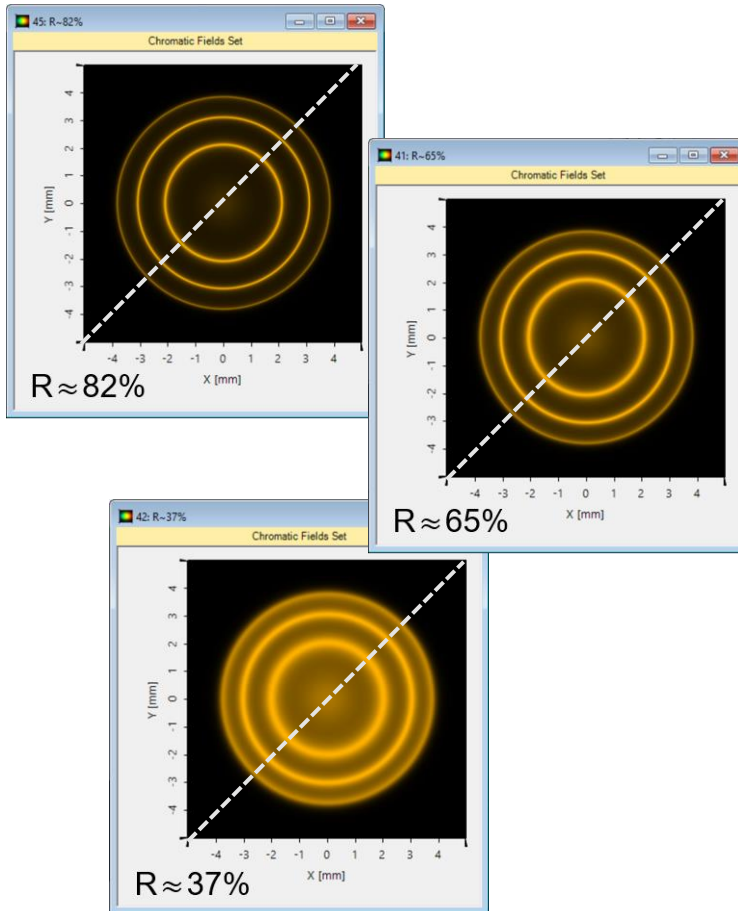 45: R~82%
Chromatic Fields Set
Y [mm]
4
3
2
1
0
-1
-2
-3
-4
-4 -3 -2 -1 0 1 2 3 4
X [mm]
R≈82%
41: R~65%
Chromatic Fields Set
Y [mm]
4
3
2
1
0
-1
-2
-3
-4
-4 -3 -2 -1 0 1 2 3 4
X [mm]
R≈65%
42: R~37%
Chromatic Fields Set
Y [mm]
4
3
2
1
0
-1
-2
-3
-4
-4 -3 -2 -1 0 1 2 3 4
X [mm]
R≈37%